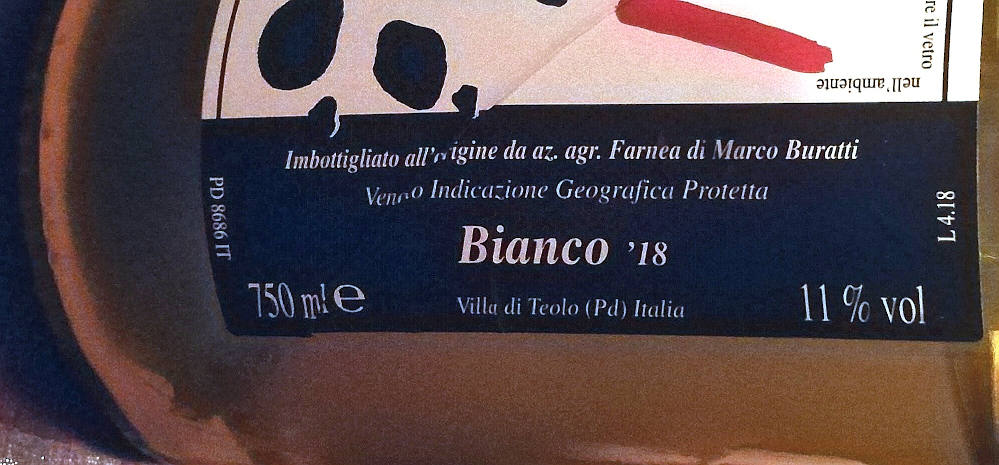 re il vetro
nell'ambiente
Imbottigliato all'origine da az. agr. Farnea di Marco Buratti
Indicazione Geografica Protetta
Bianco '18
PD 8686 IT
L 4.18
750 ml e
Villa di Teolo (Pd) Italia
11 % vol